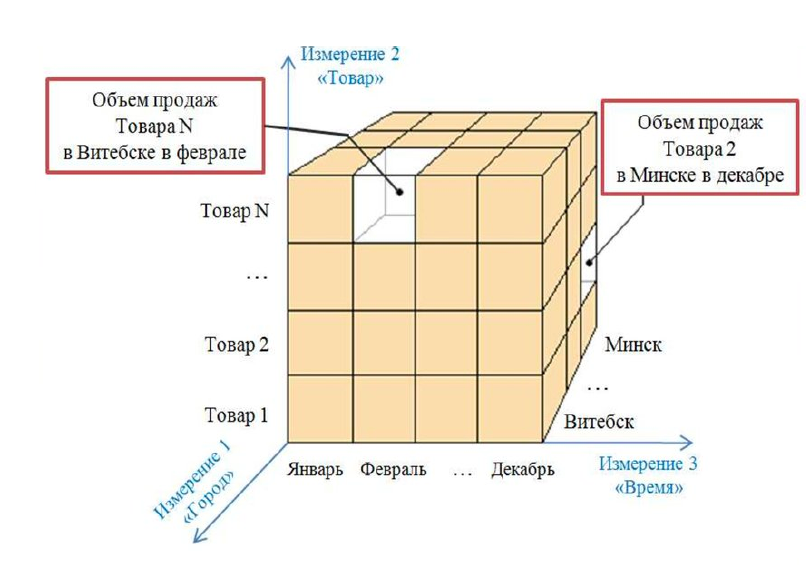 Измерение 2
«Товар»
Объем продаж
Товара N
в Витебске в феврале
Объем продаж
Товара 2
в Минске в декабре
Товар N
...
Товар 2
Товар 1
Минск
...
Витебск
Январь Февраль ... Декабрь
Измерение 1
«Город»
Измерение 3
«Время»